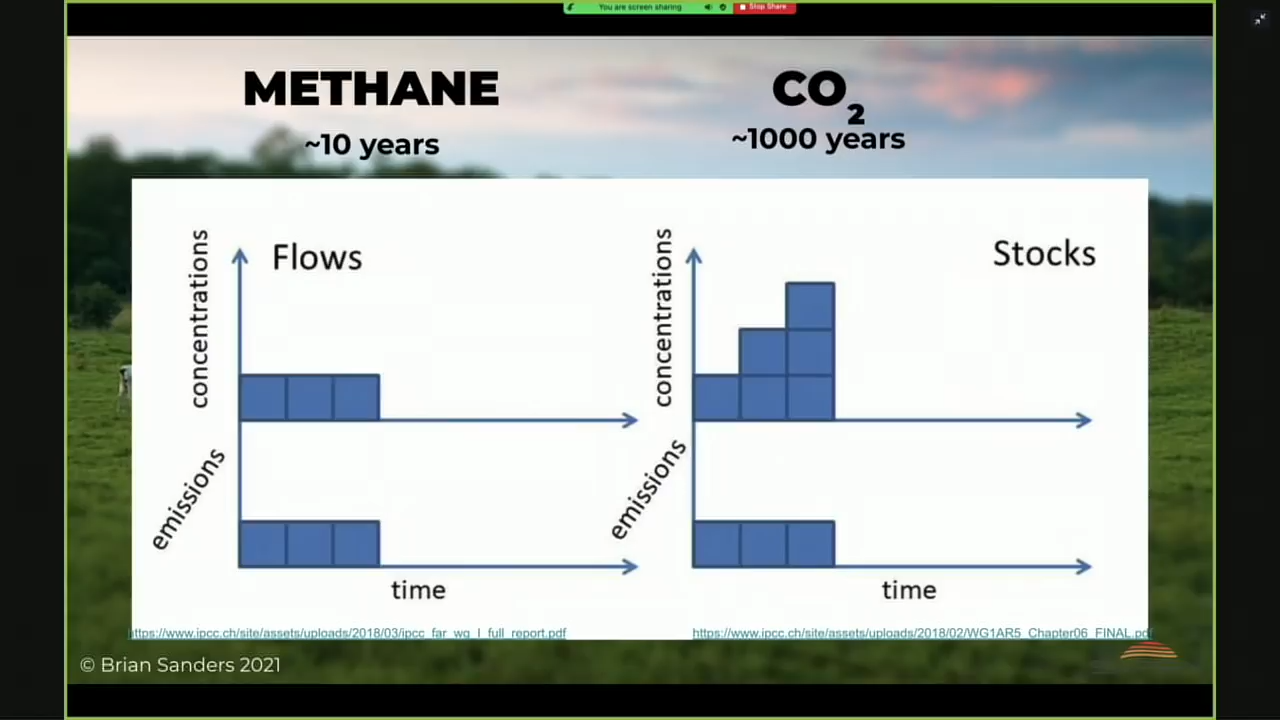 You are screen sharing
Stop Share
METHANE
~10 years
CO2
~1000 years
concentrations
Flows
emissions
time
concentrations
Stocks
emissions
time
https://www.ipcc.ch/site/assets/uploads/2018/03/ipcc_far_wg_I_full_report.pdf
https://www.ipcc.ch/site/assets/uploads/2018/02/WG1AR5_Chapter06_FINAL.pdf
© Brian Sanders 2021